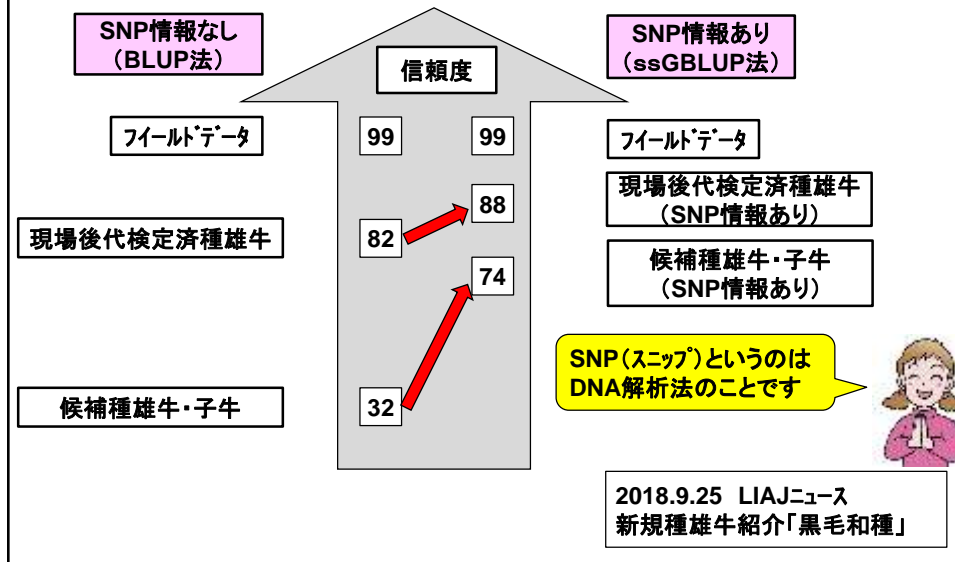 SNP情報なし
（BLUP法）
信頼度
SNP情報あり
（ssGBLUP法）
フイールドデータ
99
99
フイールドデータ
現場後代検定済種雄牛
（SNP情報あり）
88
現場後代検定済種雄牛
82
候補種雄牛・子牛
（SNP情報あり）
74
SNP（スニップ）というのは
DNA解析法のことです
候補種雄牛・子牛
32
2018.9.25 LIAJニュース
新規種雄牛紹介「黒毛和種」